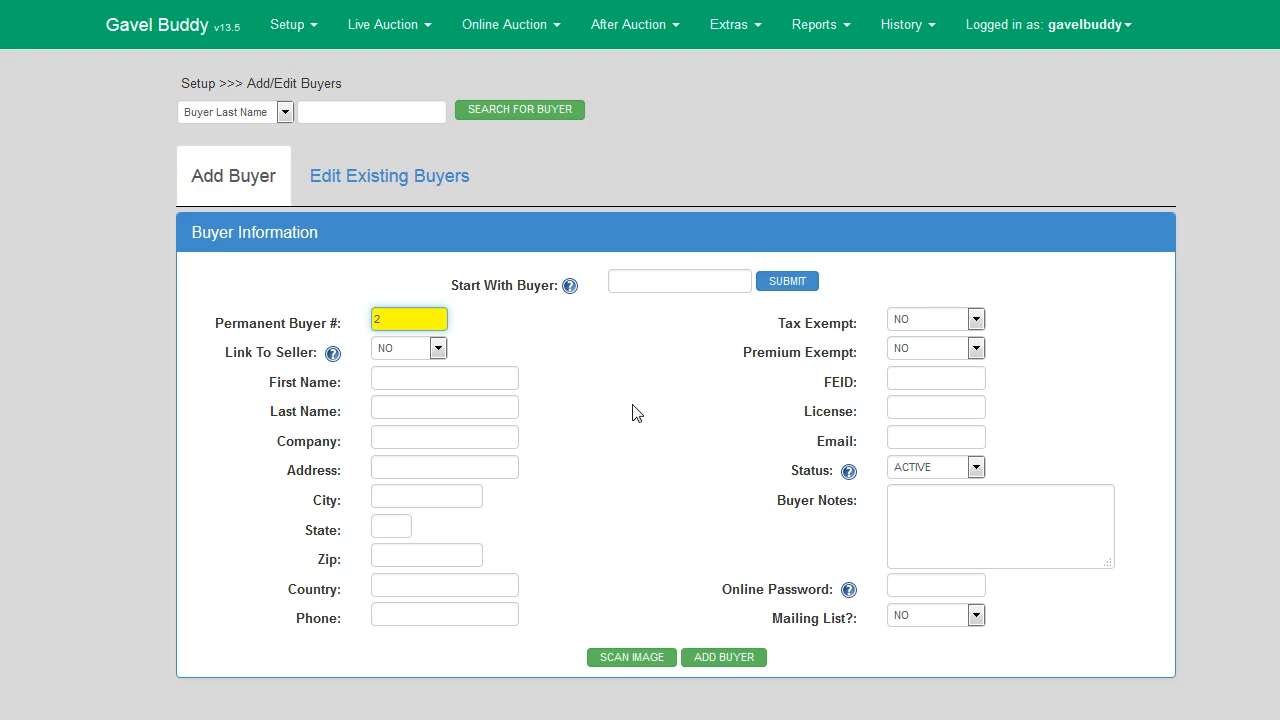 Gavel Buddy v13.5 Setup Live Auction Online Auction After Auction Extras Reports History Logged in as: gavelbuddy
Setup >>> Add/Edit Buyers
Buyer Last Name SEARCH FOR BUYER
Add Buyer Edit Existing Buyers
Buyer Information
Start With Buyer: ? SUBMIT
Permanent Buyer #: 2 Tax Exempt: NO
Link To Seller: ? NO Premium Exempt: NO
First Name: FEID:
Last Name: License:
Company: Email:
Address: Status: ? ACTIVE
City: Buyer Notes:
State:
Zip:
Country: Online Password: ?
Phone: Mailing List?: NO
SCAN IMAGE ADD BUYER